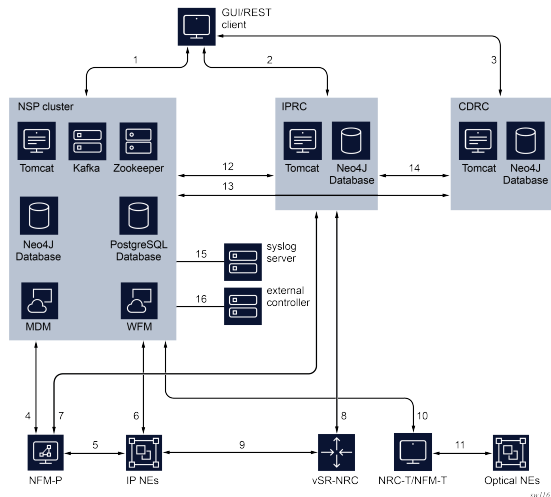 GUI/REST
client
1
2
3
NSP cluster
IPRC
CDRC
Tomcat
Kafka
Zookeeper
Tomcat
Neo4J
Database
Tomcat
Neo4J
Database
12
14
13
Neo4J
Database
PostgreSQL
Database
15
syslog
server
16
external
controller
MDM
WFM
4
7
6
8
10
5
9
11
NFM-P
IP NEs
vSR-NRC
NRC-T/NFM-T
Optical NEs
sw116